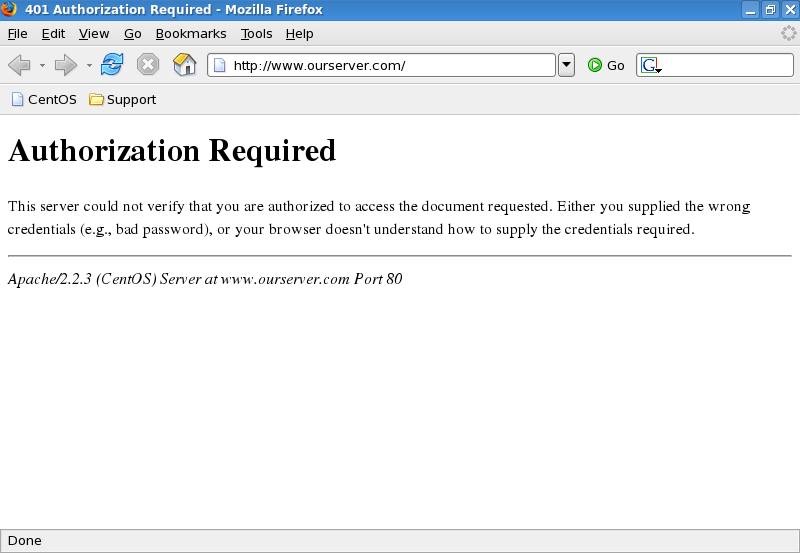 401 Authorization Required - Mozilla Firefox
File Edit View Go Bookmarks Tools Help
http://www.ourserver.com/ Go G
CentOS Support
Authorization Required
This server could not verify that you are authorized to access the document requested. Either you supplied the wrong
credentials (e.g., bad password), or your browser doesn't understand how to supply the credentials required.
Apache/2.2.3 (CentOS) Server at www.ourserver.com Port 80
Done